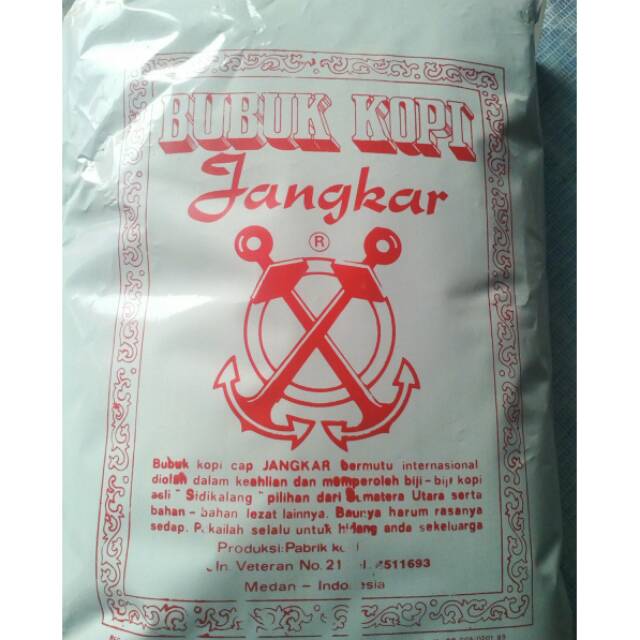 BUBUK KOPI
Jangkar
®
Bubuk kopi cap JANGKAR bermutu internasional
diolah dalam keahlian dan memperoleh biji-biji kopi
asli "Sidikalang" pilihan dari Sumatera Utara serta
bahan-bahan lezat lainnya. Baunya harum rasanya
sedap. Pakailah selalu untuk hidang anda sekeluarga
Produksi: Pabrik
Jln. Veteran No. 21
Medan - Indonesia